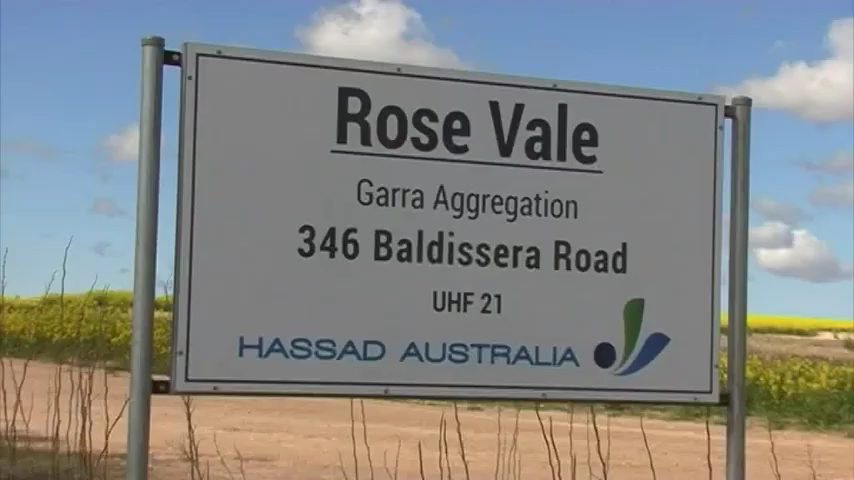 Rose Vale
Garra Aggregation
346 Baldissera Road
UHF 21
HASSAD AUSTRALIA